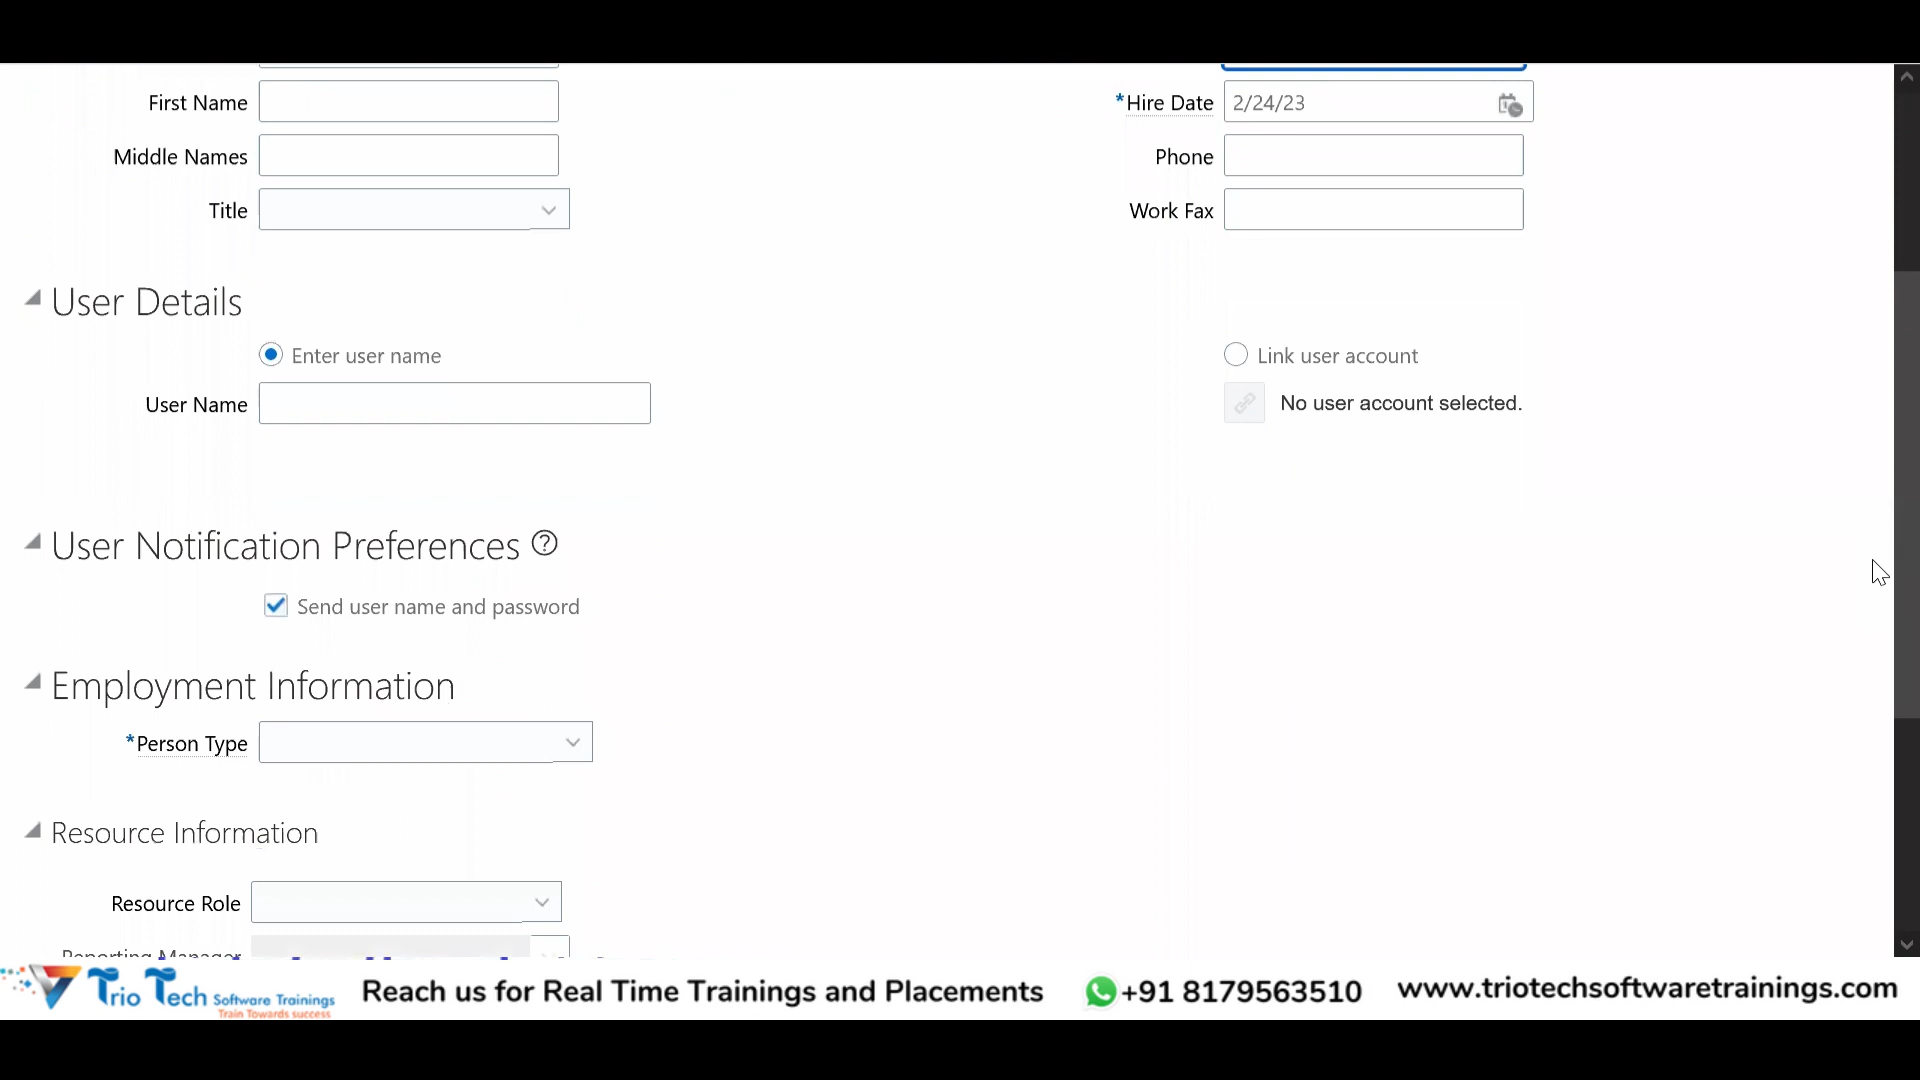 First Name
*Hire Date 2/24/23
Middle Names
Phone
Title
Work Fax
User Details
Enter user name
Link user account
User Name
No user account selected.
User Notification Preferences ?
Send user name and password
Employment Information
*Person Type
Resource Information
Resource Role
Reporting Manager
Trio Tech Software Trainings
Train Towards success
Reach us for Real Time Trainings and Placements
+91 8179563510
www.triotechsoftwaretrainings.com